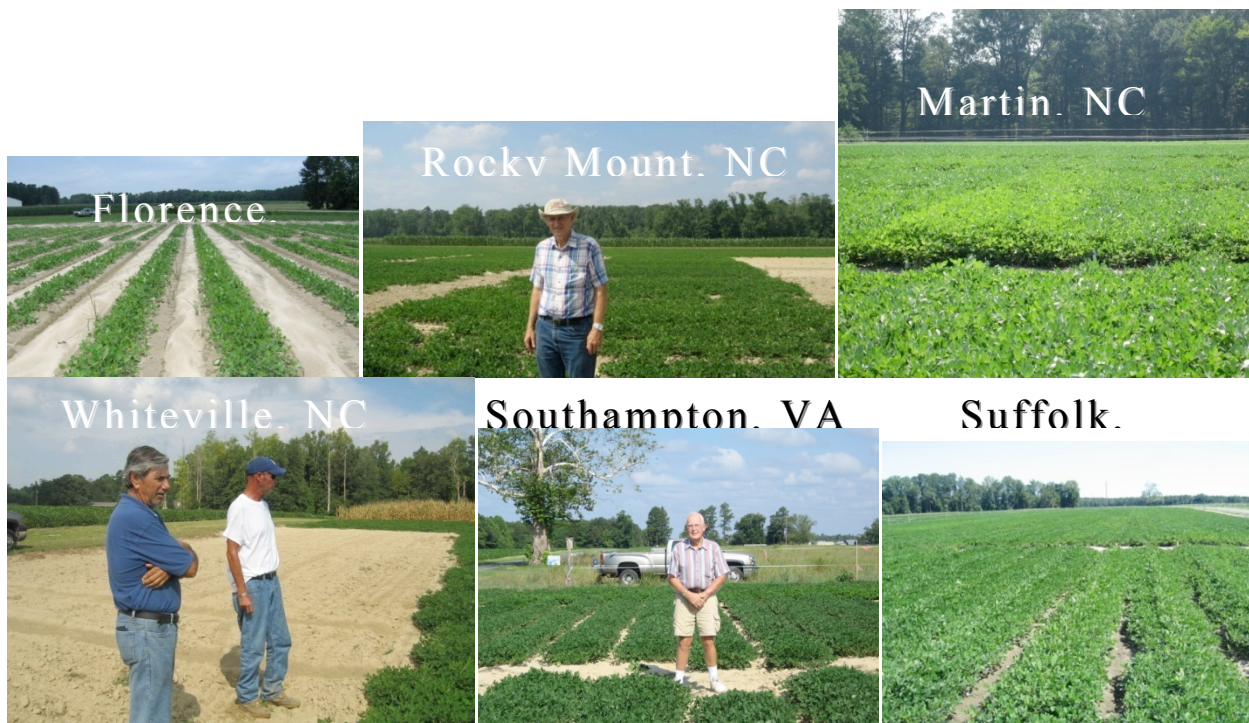 Martin, NC
Rocky Mount, NC
Florence,
Whiteville, NC
Southampton, VA
Suffolk,